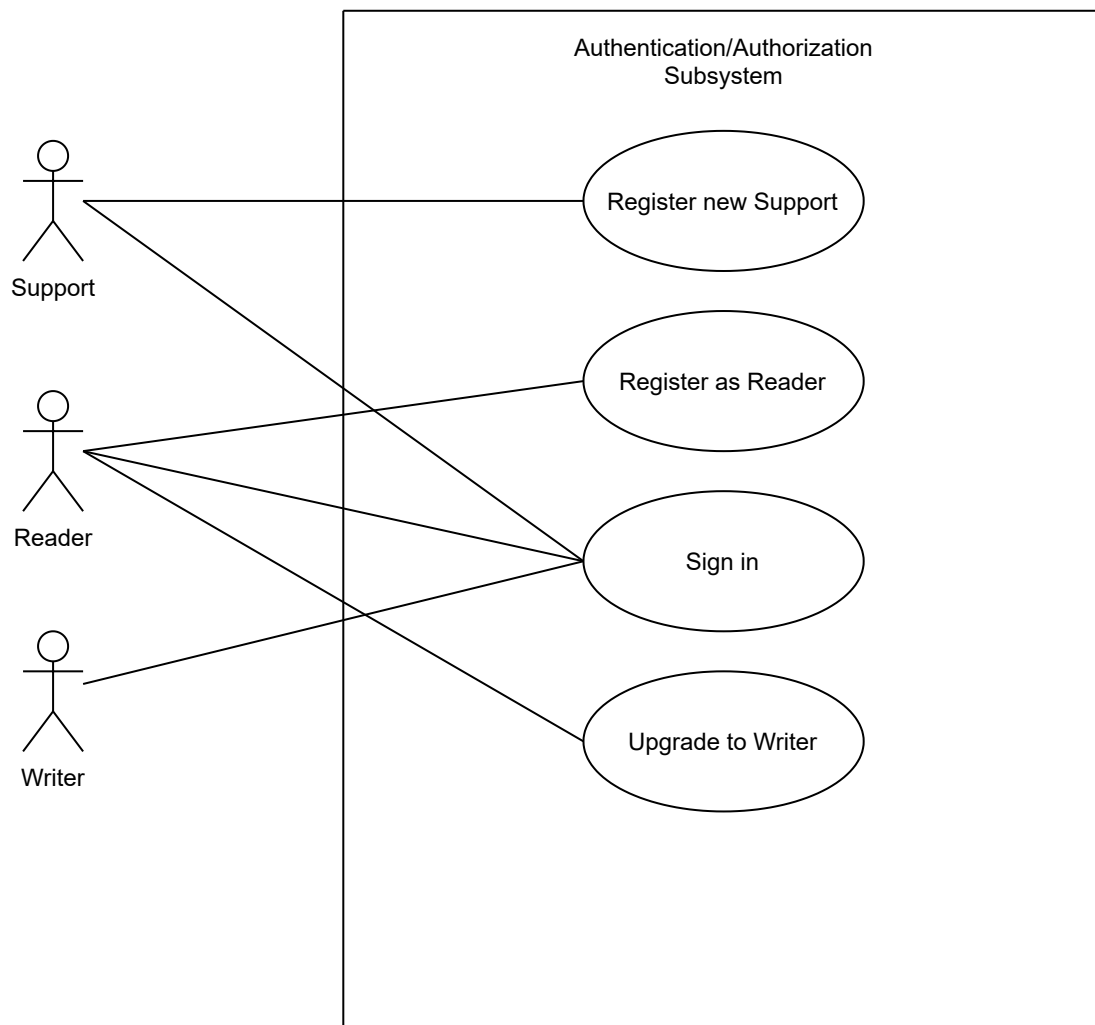 Authentication/Authorization
Subsystem
Register new Support
Support
Register as Reader
Reader
Sign in
Upgrade to Writer
Writer